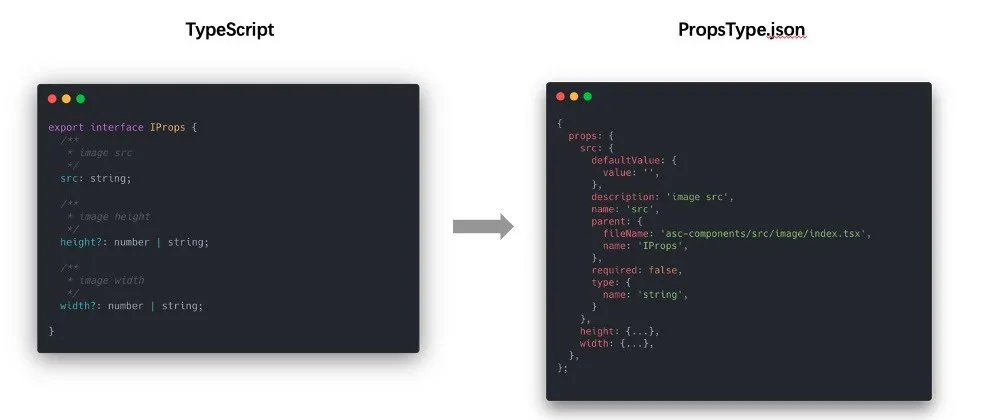 TypeScript
export interface IProps {
/**
* image src
*/
src: string;
/**
* image height
*/
height?: number | string;
/**
* image width
*/
width?: number | string;
}
PropsType.json
{
props: {
src: {
defaultValue: {
value: '',
},
description: 'image src',
name: 'src',
parent: {
fileName: 'asc-components/src/image/index.tsx',
name: 'IProps',
},
required: false,
type: {
name: 'string',
}
},
height: {...},
width: {...},
},
};